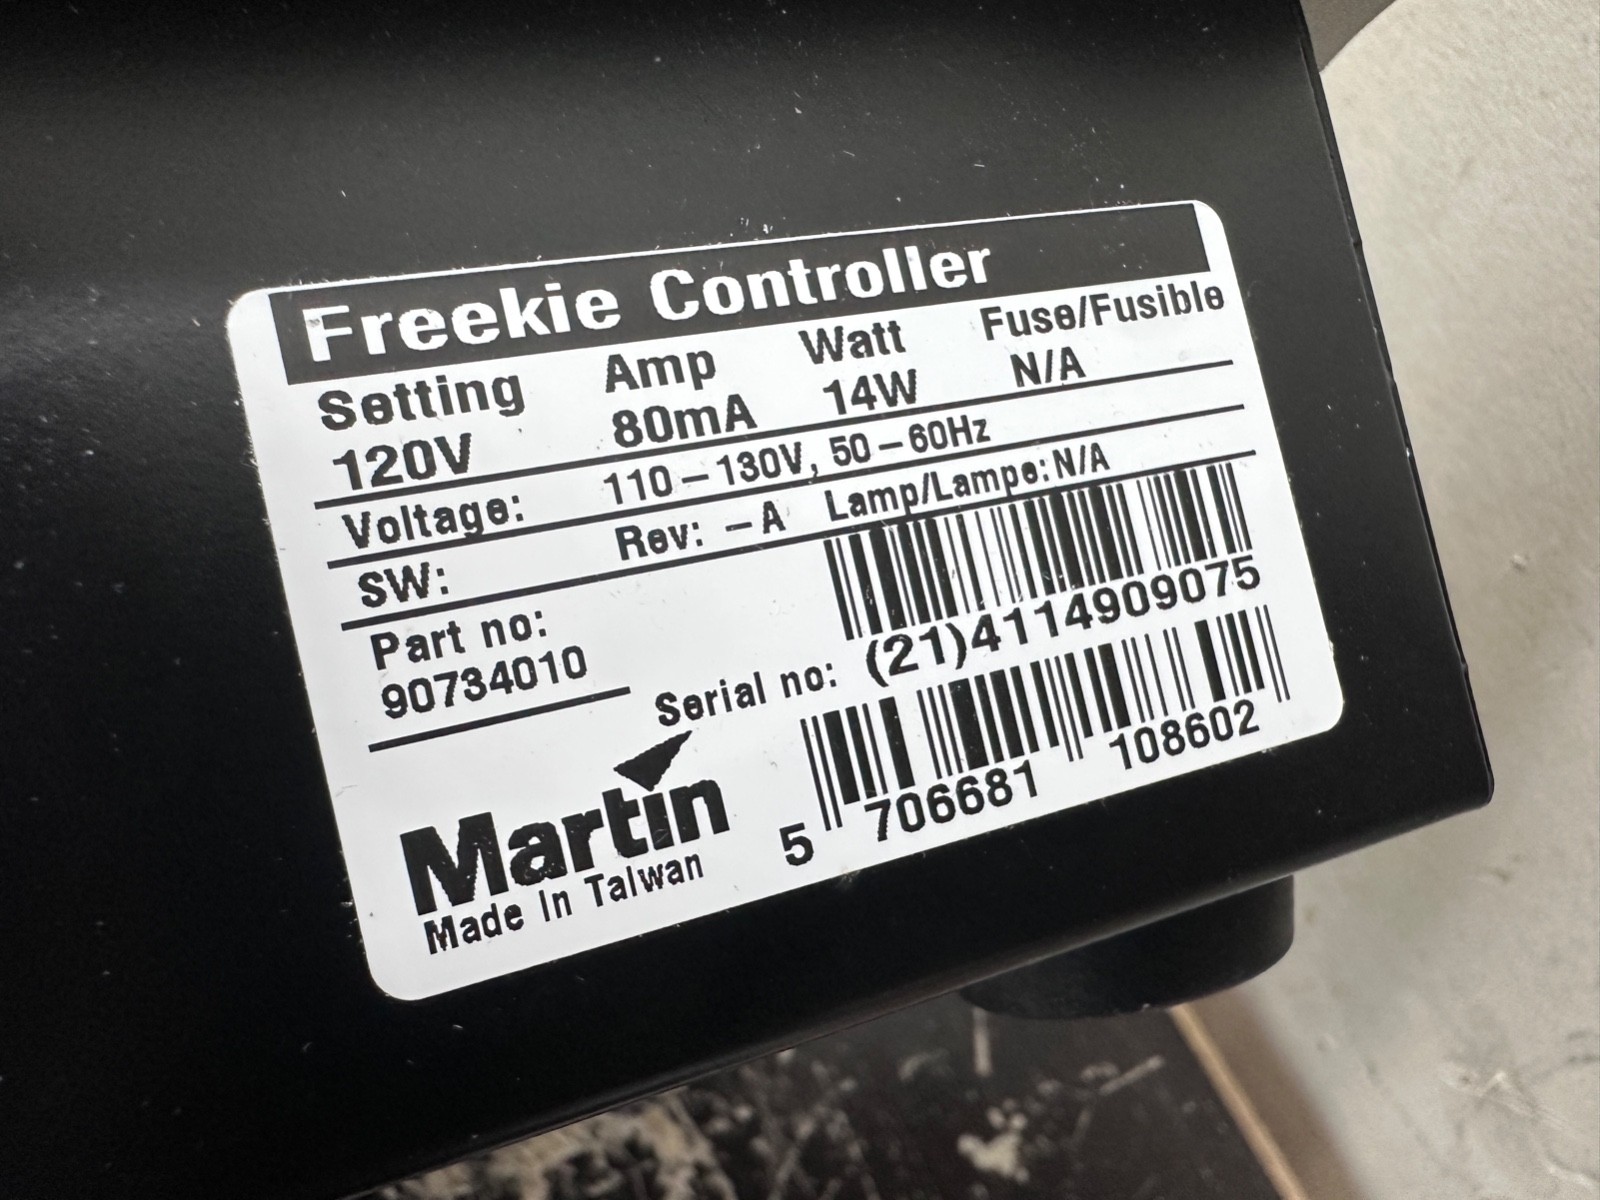 Freekie Controller
Setting Amp Watt Fuse/Fusible
120V 80mA 14W N/A
Voltage: 110-130V, 50-60Hz
SW: Rev: -A Lamp/Lampe: N/A
Part no:
90734010
Serial no: (21)4114909075
5 706681 108602
Martin
Made In Taiwan